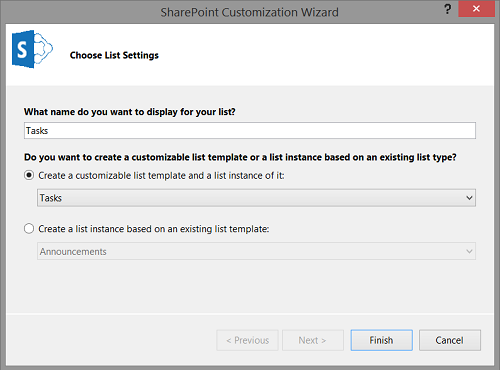 SharePoint Customization Wizard
?
S
Choose List Settings
What name do you want to display for your list?
Tasks
Do you want to create a customizable list template or a list instance based on an existing list type?
Create a customizable list template and a list instance of it:
Tasks
Create a list instance based on an existing list template:
Announcements
< Previous Next > Finish Cancel